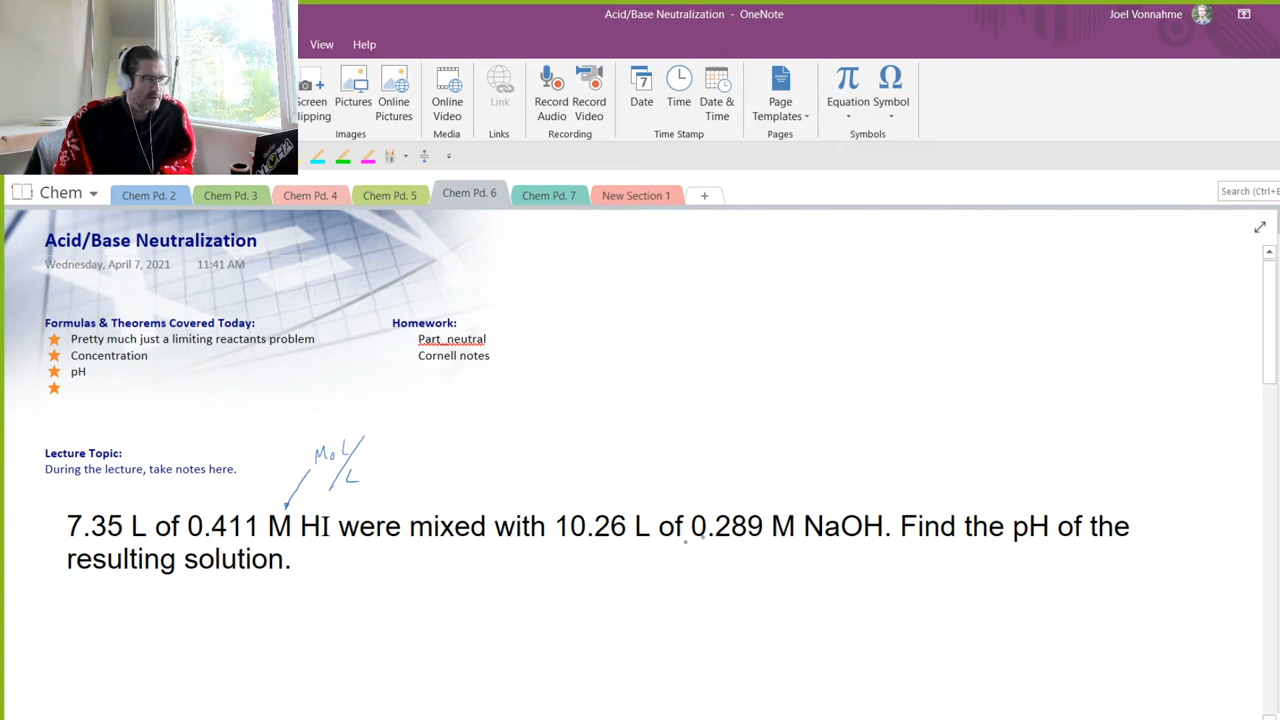 Acid/Base Neutralization - OneNote
Joel Vonnahme
View Help
Screen Clipping
Pictures
Online Pictures
Online Video
Link
Record Audio
Record Video
Date
Time
Date & Time
Page Templates
π Equation
Ω Symbol
Images
Media
Links
Recording
Time Stamp
Pages
Symbols
Chem
Chem Pd. 2
Chem Pd. 3
Chem Pd. 4
Chem Pd. 5
Chem Pd. 6
Chem Pd. 7
New Section 1
+
Search (Ctrl+E
Acid/Base Neutralization
Wednesday, April 7, 2021 11:41 AM
Formulas & Theorems Covered Today:
Pretty much just a limiting reactants problem
Concentration
pH
Homework:
Part_neutral
Cornell notes
Lecture Topic:
During the lecture, take notes here.
MoL/L
7.35 L of 0.411 M HI were mixed with 10.26 L of 0.289 M NaOH. Find the pH of the
resulting solution.